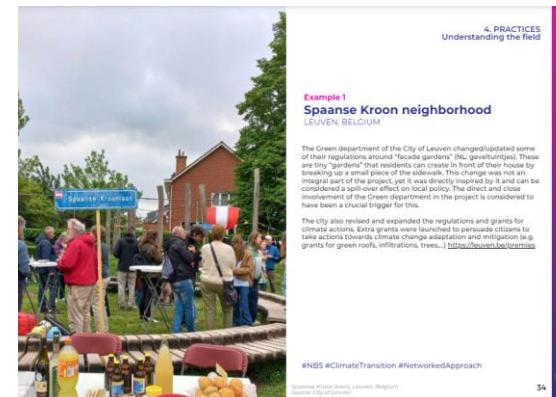 4. PRACTICES
Understanding the field
Example 1
Spaanse Kroon neighborhood
LEUVEN, BELGIUM
The Green department of the City of Leuven changed/updated some
of their regulations around "facade gardens" (NL: geveltuintjes). These
are tiny "gardens" that residents can create in front of their house by
breaking up a small piece of the sidewalk. This change was not an
integral part of the project, yet it was directly inspired by it and can be
considered a spill-over effect on local policy. The direct and close
involvement of the Green department in the project is considered to
have been a crucial trigger for this.
The city also revised and expanded the regulations and grants for
climate actions. Extra grants were launched to persuade citizens to
take actions towards climate change adaptation and mitigation (e.g.
grants for green roofs, infiltrations, trees,...) https://leuven.be/premies
Spaanse Kroonlaan
#NBS #ClimateTransition #NetworkedApproach
Spaanse Kroon event, Leuven, Belgium
Source: City of Leuven
34